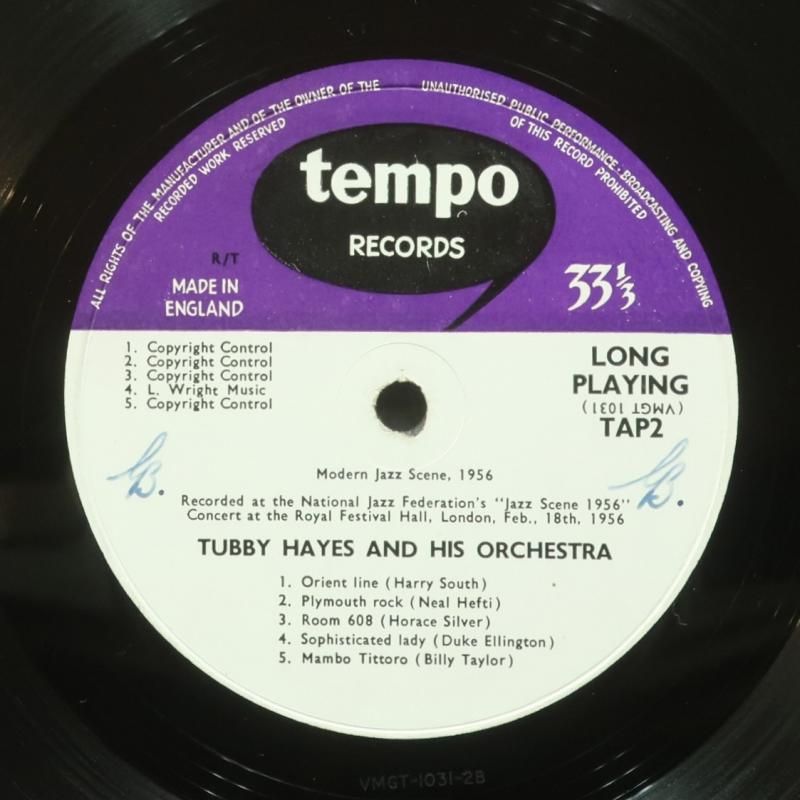 ALL RIGHTS OF THE MANUFACTURER AND OF THE OWNER OF THE
RECORDED WORK RESERVED
UNAUTHORISED PUBLIC PERFORMANCE, BROADCASTING AND COPYING
OF THIS RECORD PROHIBITED
tempo
RECORDS
R/T
MADE IN
ENGLAND
33⅓
1. Copyright Control
2. Copyright Control
3. Copyright Control
4. L. Wright Music
5. Copyright Control
LONG
PLAYING
(VMGT 1031)
TAP2
Modern Jazz Scene, 1956
Recorded at the National Jazz Federation's "Jazz Scene 1956"
Concert at the Royal Festival Hall, London, Feb., 18th, 1956
TUBBY HAYES AND HIS ORCHESTRA
1. Orient line (Harry South)
2. Plymouth rock (Neal Hefti)
3. Room 608 (Horace Silver)
4. Sophisticated lady (Duke Ellington)
5. Mambo Tittoro (Billy Taylor)
VMGT-1031-2B